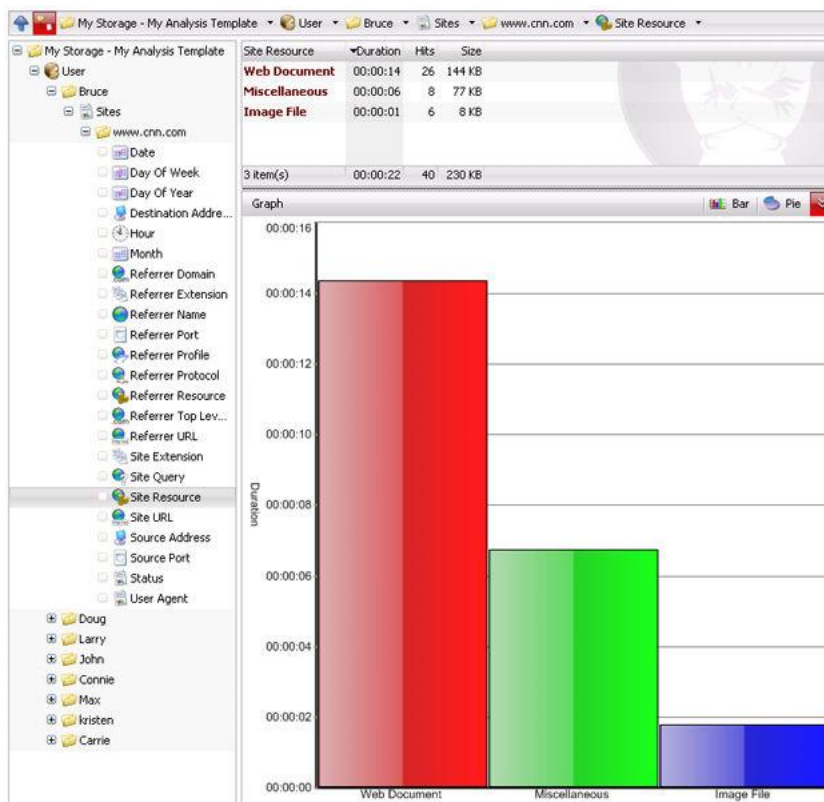 My Storage - My Analysis Template User Bruce Sites www.cnn.com Site Resource
My Storage - My Analysis Template
User
Bruce
Sites
www.cnn.com
Date
Day Of Week
Day Of Year
Destination Addre...
Hour
Month
Referrer Domain
Referrer Extension
Referrer Name
Referrer Port
Referrer Profile
Referrer Protocol
Referrer Resource
Referrer Top Lev...
Referrer URL
Site Extension
Site Query
Site Resource
Site URL
Source Address
Source Port
Status
User Agent
Doug
Larry
John
Connie
Max
kristen
Carrie
Site Resource Duration Hits Size
Web Document 00:00:14 26 144 KB
Miscellaneous 00:00:06 8 77 KB
Image File 00:00:01 6 8 KB
3 item(s) 00:00:22 40 230 KB
Graph Bar Pie
00:00:16
00:00:14
00:00:12
00:00:10
00:00:08
00:00:06
00:00:04
00:00:02
00:00:00
Duration
Web Document Miscellaneous Image File